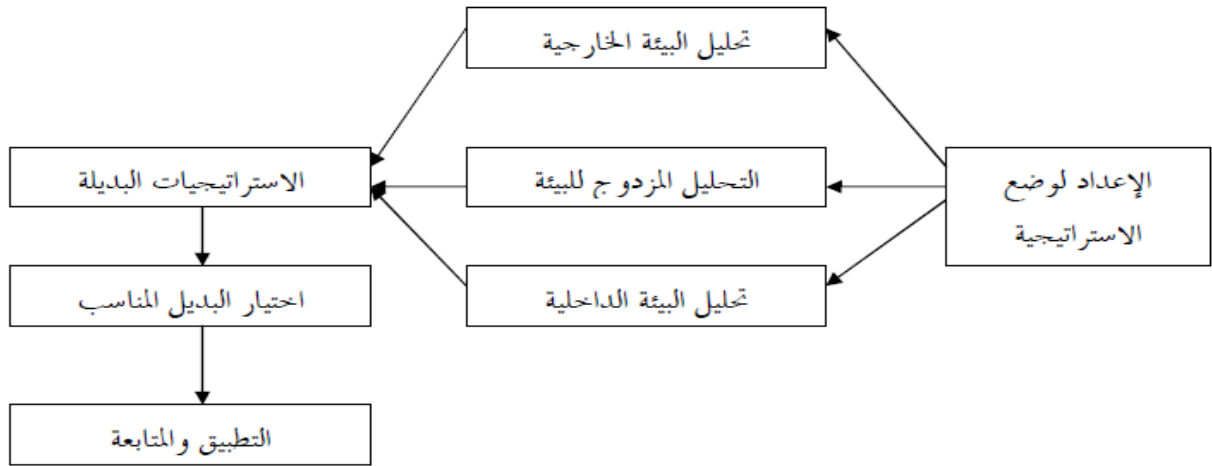 تحليل البيئة الخارجية
الإعداد لوضع
الاستراتيجية
التحليل المزدوج للبيئة
الاستراتيجيات البديلة
تحليل البيئة الداخلية
اختيار البديل المناسب
التطبيق والمتابعة